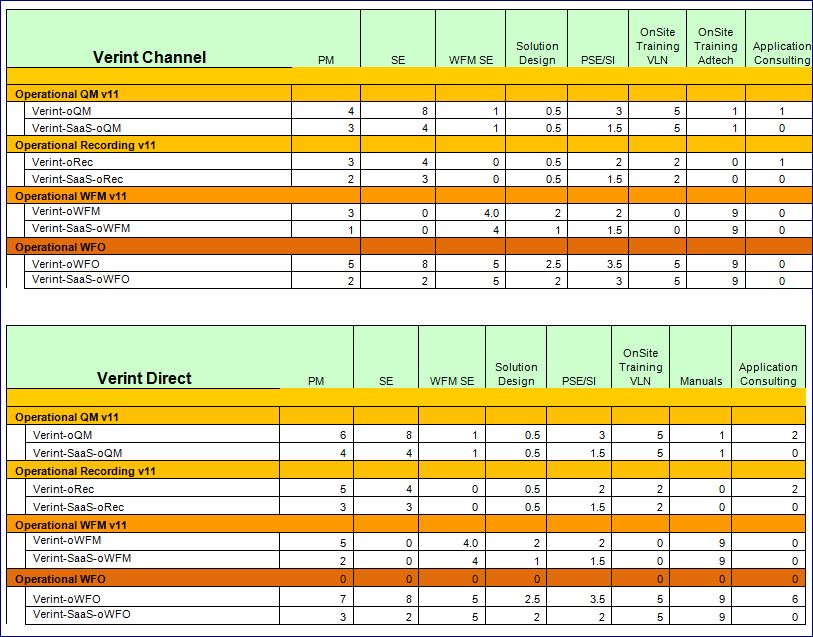 Verint Channel PM SE WFM SE Solution Design PSE/SI OnSite Training VLN OnSite Training Adtech Application Consulting
Operational QM v11
Verint-oQM 4 8 1 0.5 3 5 1 1
Verint-SaaS-oQM 3 4 1 0.5 1.5 5 1 0
Operational Recording v11
Verint-oRec 3 4 0 0.5 2 2 0 1
Verint-SaaS-oRec 2 3 0 0.5 1.5 2 0 0
Operational WFM v11
Verint-oWFM 3 0 4.0 2 2 0 9 0
Verint-SaaS-oWFM 1 0 4 1 1.5 0 9 0
Operational WFO
Verint-oWFO 5 8 5 2.5 3.5 5 9 0
Verint-SaaS-oWFO 2 2 5 2 3 5 9 0
Verint Direct PM SE WFM SE Solution Design PSE/SI OnSite Training VLN Manuals Application Consulting
Operational QM v11
Verint-oQM 6 8 1 0.5 3 5 1 2
Verint-SaaS-oQM 4 4 1 0.5 1.5 5 1 0
Operational Recording v11
Verint-oRec 5 4 0 0.5 2 2 0 2
Verint-SaaS-oRec 3 3 0 0.5 1.5 2 0 0
Operational WFM v11
Verint-oWFM 5 0 4.0 2 2 0 9 0
Verint-SaaS-oWFM 2 0 4 1 1.5 0 9 0
Operational WFO 0 0 0 0 0 0 0
Verint-oWFO 7 8 5 2.5 3.5 5 9 6
Verint-SaaS-oWFO 3 2 5 2 2 5 9 0